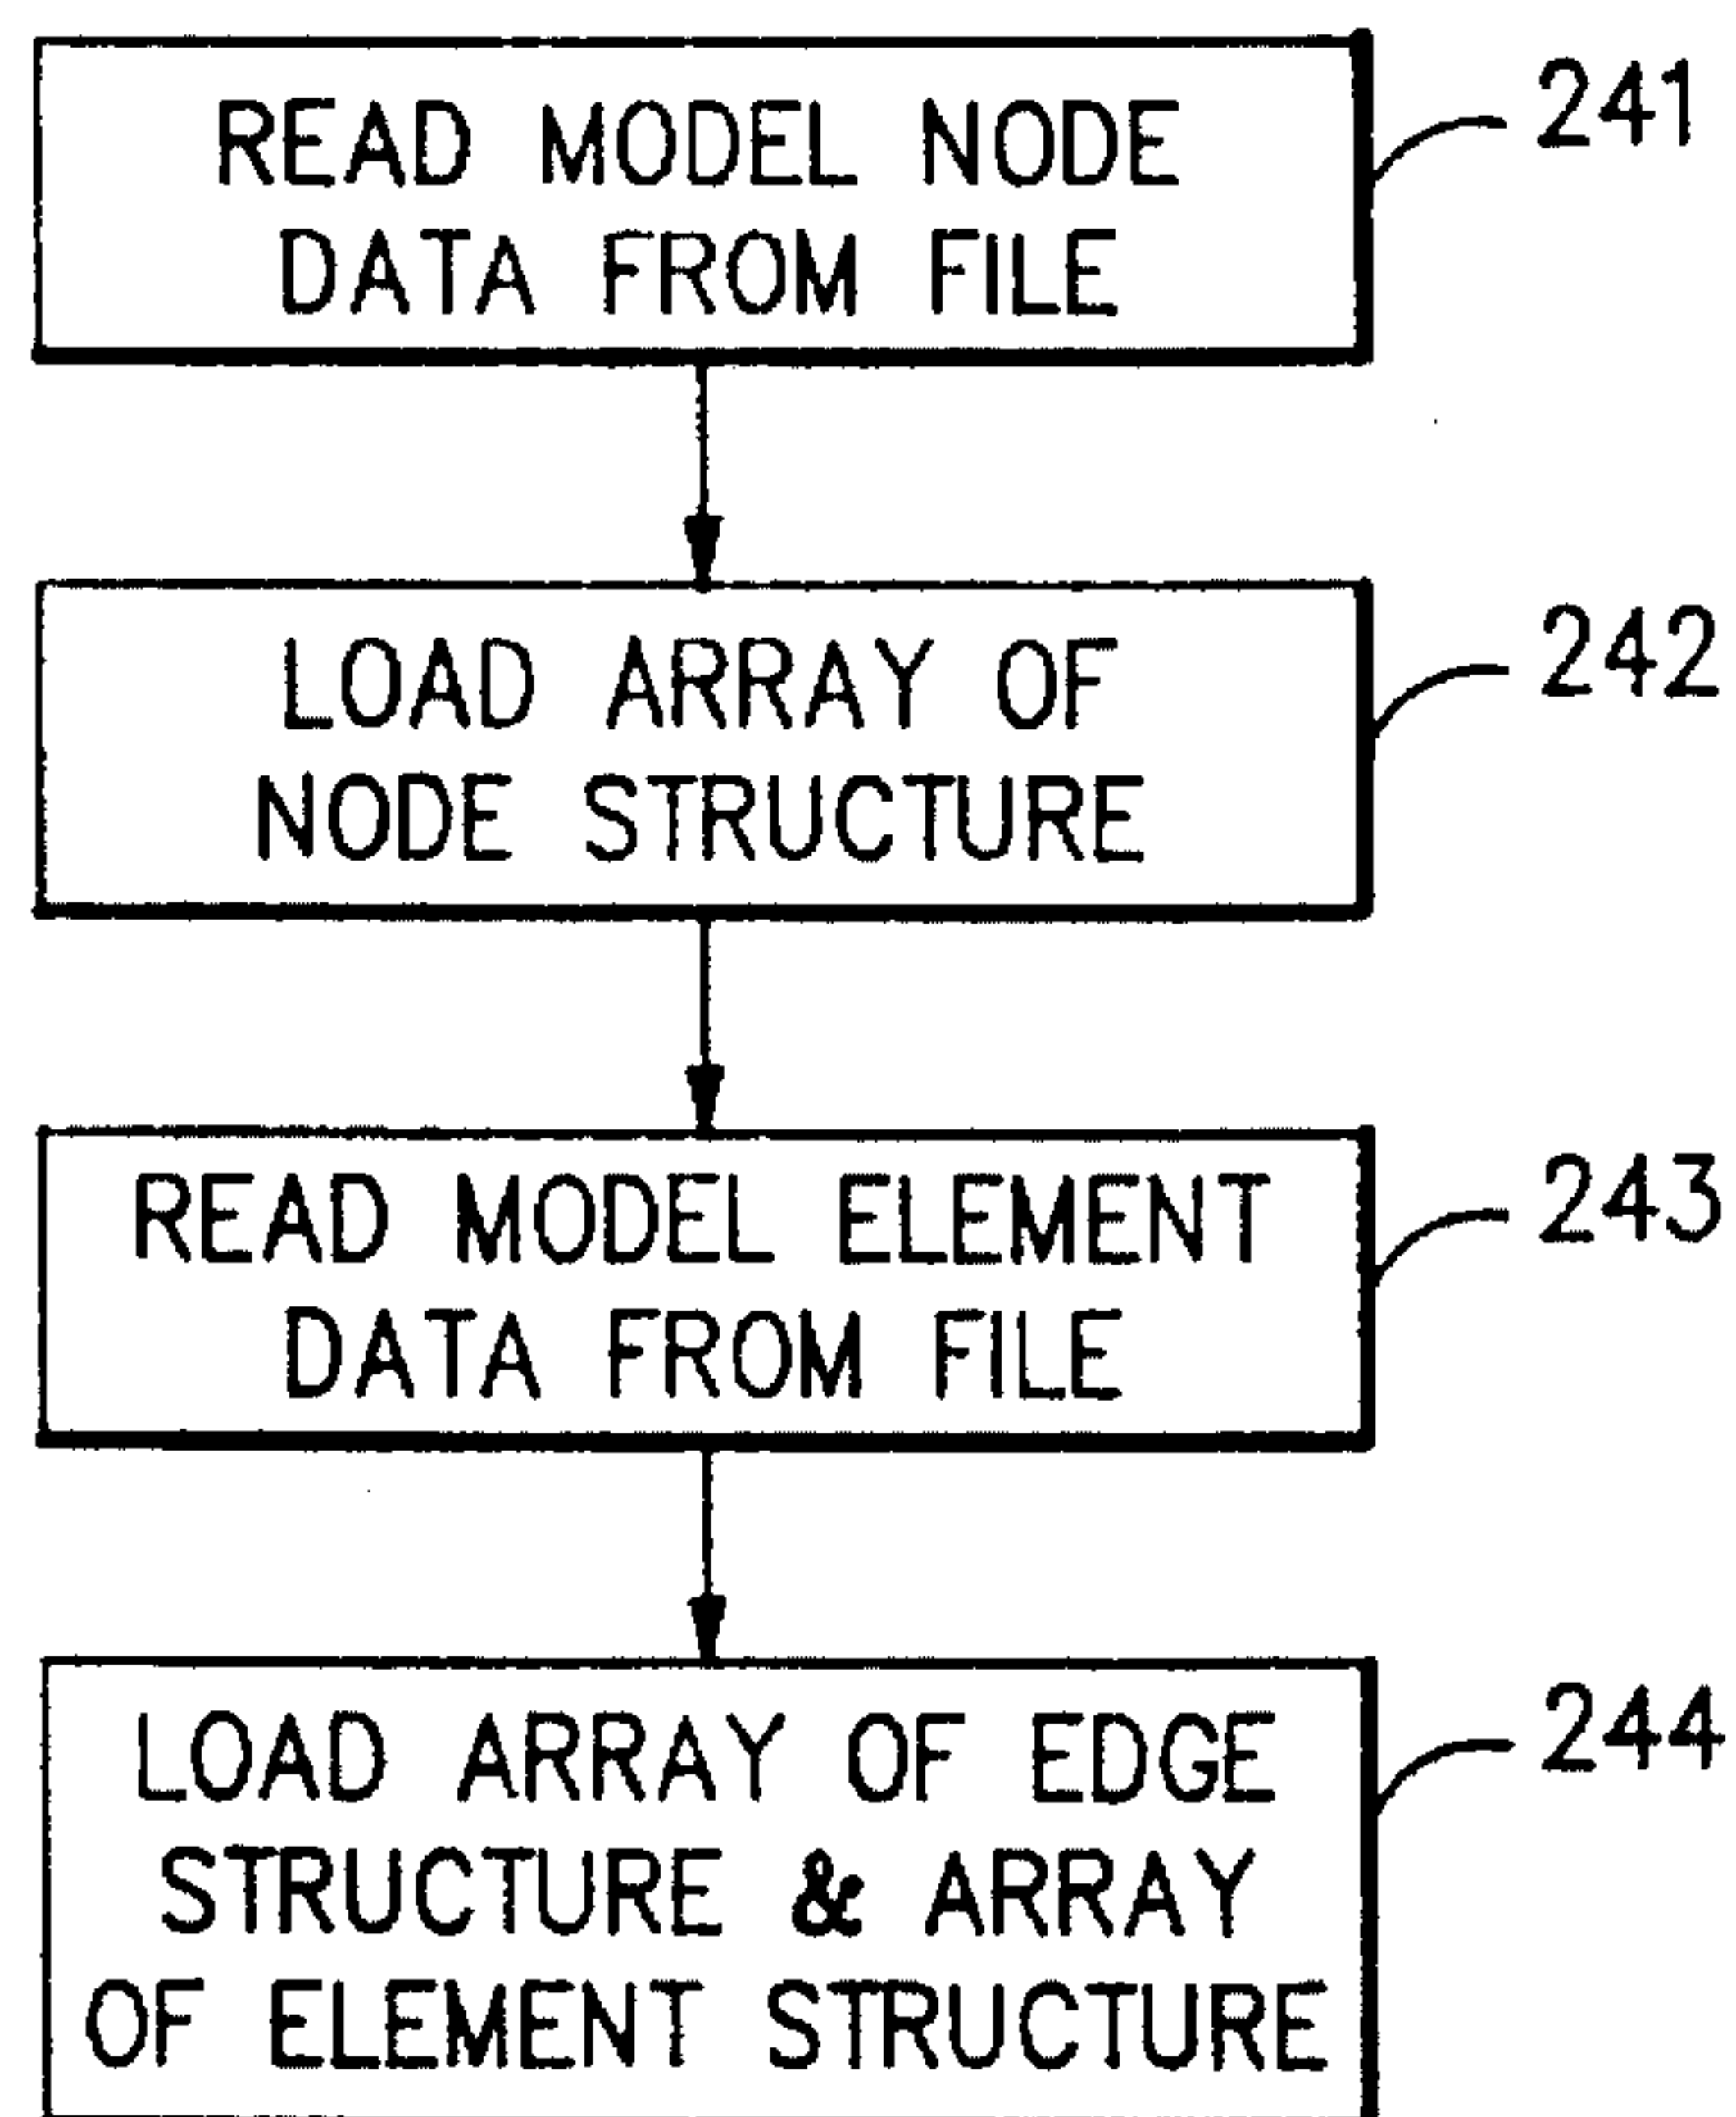 READ MODEL NODE
DATA FROM FILE
241
LOAD ARRAY OF
NODE STRUCTURE
242
READ MODEL ELEMENT
DATA FROM FILE
243
LOAD ARRAY OF EDGE
STRUCTURE & ARRAY
OF ELEMENT STRUCTURE
244